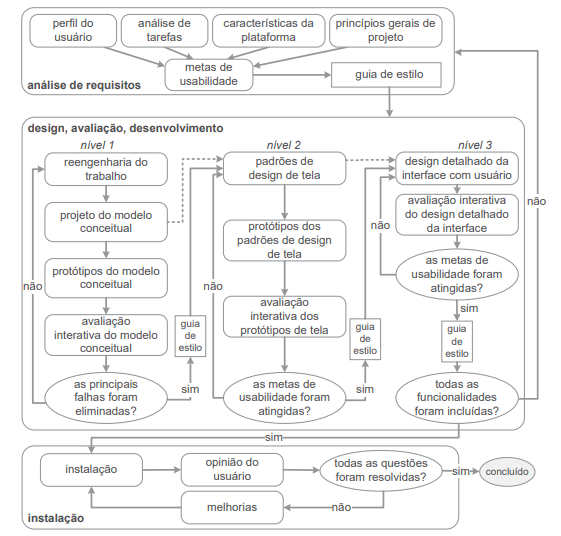 perfil do
usuário
análise de
tarefas
características da
plataforma
princípios gerais de
projeto
metas de
usabilidade
guia de estilo
análise de requisitos
design, avaliação, desenvolvimento
nível 1
reengenharia do
trabalho
projeto do modelo
conceitual
protótipos do modelo
conceitual
não
avaliação
interativa do modelo
conceitual
guia
de
estilo
as principais
falhas foram
eliminadas?
sim
nível 2
padrões de
design de tela
protótipos dos
padrões de design
de tela
não
avaliação
interativa dos
protótipos de tela
guia
de
estilo
as metas de
usabilidade foram
atingidas?
sim
nível 3
design detalhado da
interface com usuário
avaliação interativa
do design detalhado
da interface
não
não
as metas de
usabilidade foram
atingidas?
sim
guia
de
estilo
todas as
funcionalidades
foram incluídas?
sim
instalação
opinião do
usuário
todas as questões
foram resolvidas?
sim
concluído
melhorias
não
instalação